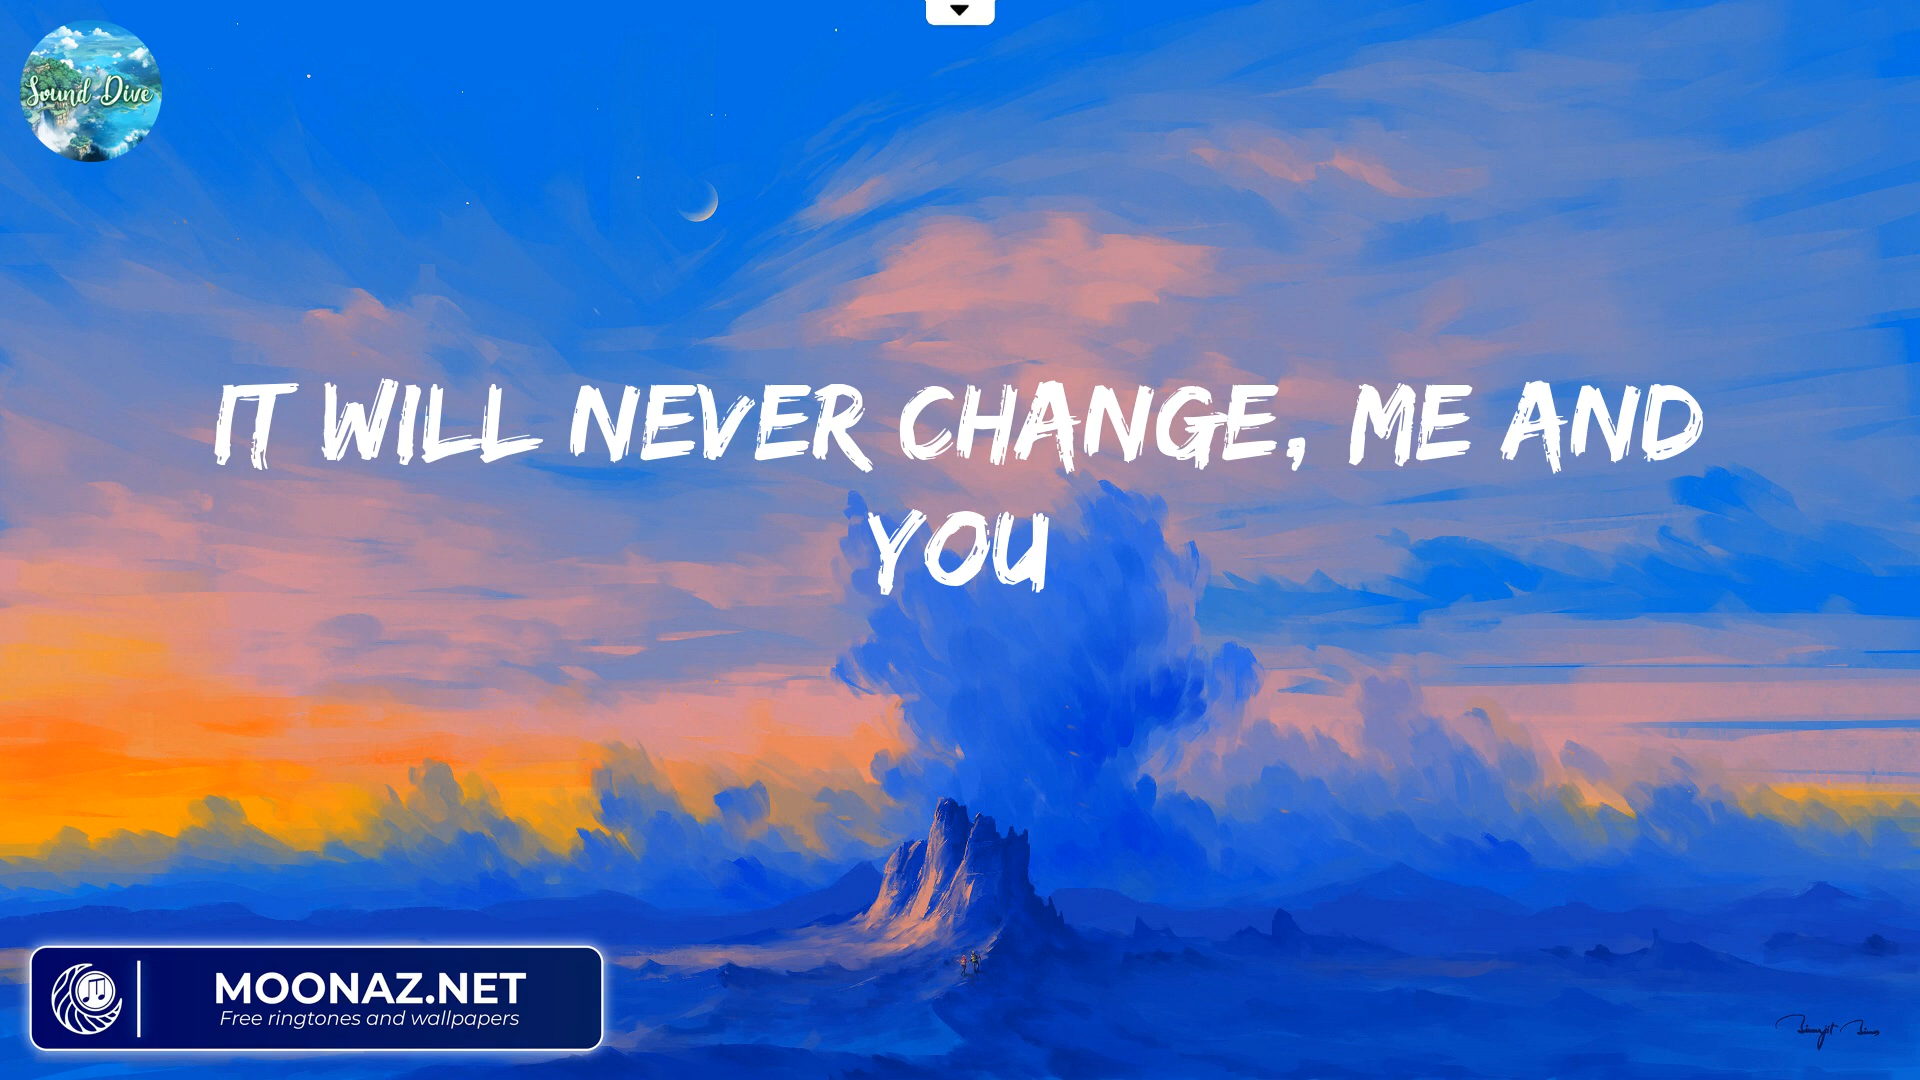 Sound Dive
IT WILL NEVER CHANGE, ME AND
YOU
MOONAZ.NET
Free ringtones and wallpapers